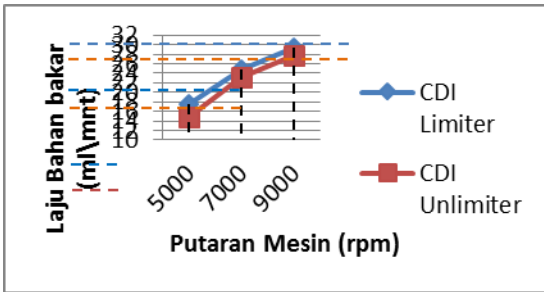 Laju Bahan bakar
(ml\mnt)
32
30
28
26
24
22
20
18
16
14
12
10
5000
7000
9000
Putaran Mesin (rpm)
CDI
Limiter
CDI
Unlimiter